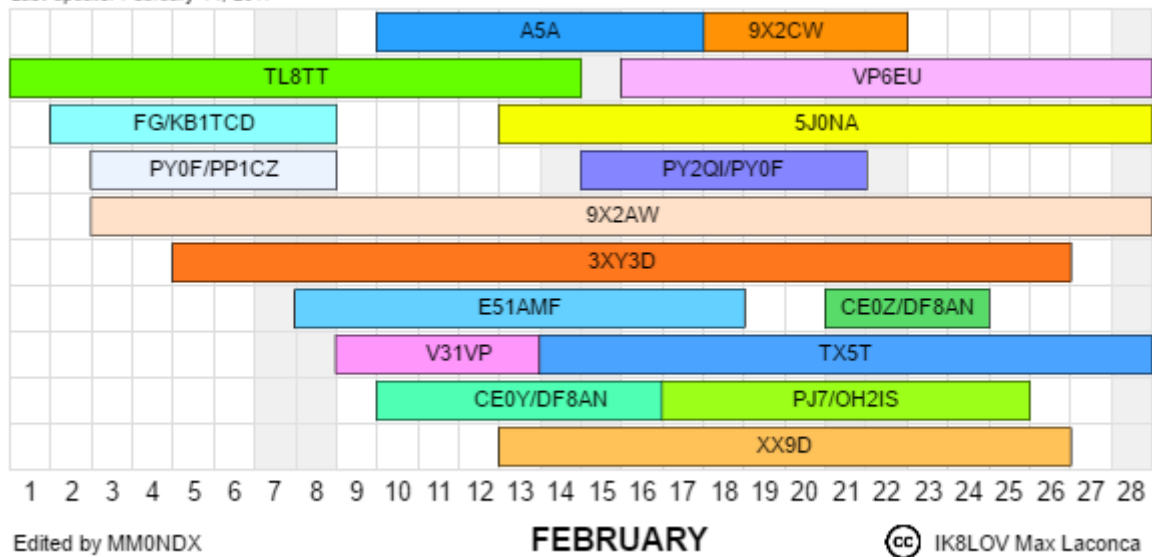 A5A 9X2CW
TL8TT VP6EU
FG/KB1TCD 5J0NA
PY0F/PP1CZ PY2QI/PY0F
9X2AW
3XY3D
E51AMF CE0Z/DF8AN
V31VP TX5T
CE0Y/DF8AN PJ7/OH2IS
XX9D
1 2 3 4 5 6 7 8 9 10 11 12 13 14 15 16 17 18 19 20 21 22 23 24 25 26 27 28
Edited by MM0NDX FEBRUARY cc IK8LOV Max Laconca